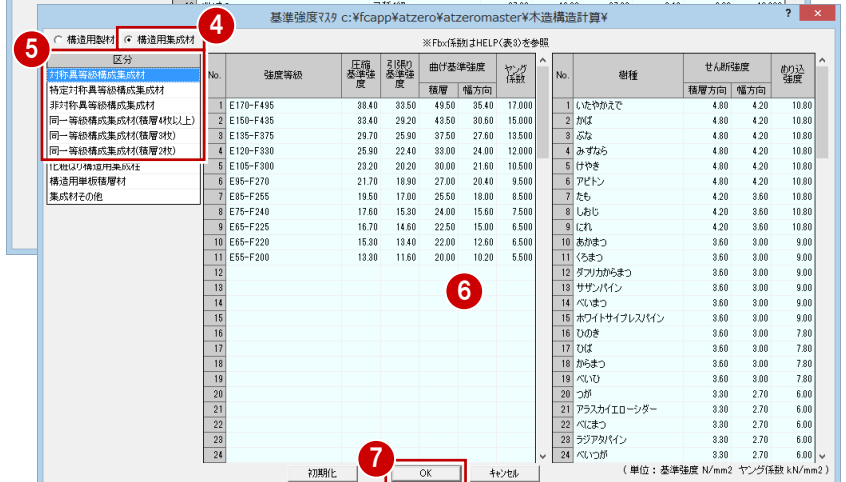 基準強度マスタ c:¥fcapp¥atzero¥atzeromaster¥木造構造計算¥ ? ×
4
5
構造用製材 構造用集成材
※Fbx係数はHELP(表3)を参照
区分
対称異等級構成集成材
特定対称異等級構成集成材
非対称異等級構成集成材
同一等級構成集成材(積層4枚以上)
同一等級構成集成材(積層3枚)
同一等級構成集成材(積層2枚)
化粧ばり構造用集成柱
構造用単板積層材
集成材その他
No. 強度等級 圧縮基準強度 引張り基準強度 曲げ基準強度 ヤング係数
積層 幅方向
1 E170-F495 38.40 33.50 49.50 35.40 17.000
2 E150-F435 33.40 29.20 43.50 30.60 15.000
3 E135-F375 29.70 25.90 37.50 27.60 13.500
4 E120-F330 25.90 22.40 33.00 24.00 12.000
5 E105-F300 23.20 20.20 30.00 21.60 10.500
6 E95-F270 21.70 18.90 27.00 20.40 9.500
7 E85-F255 19.50 17.00 25.50 18.00 8.500
8 E75-F240 17.60 15.30 24.00 15.60 7.500
9 E65-F225 16.70 14.60 22.50 15.00 6.500
10 E65-F220 15.30 13.40 22.00 12.60 6.500
11 E55-F200 13.30 11.60 20.00 10.20 5.500
12
13
14
15
16
17
18
19
20
21
22
23
24
6
No. 樹種 せん断強度 めり込強度
積層方向 幅方向
1 いたやかえで 4.80 4.20 10.80
2 かば 4.80 4.20 10.80
3 ぶな 4.80 4.20 10.80
4 みずなら 4.80 4.20 10.80
5 けやき 4.80 4.20 10.80
6 アピトン 4.80 4.20 10.80
7 たも 4.20 3.60 10.80
8 しおじ 4.20 3.60 10.80
9 にれ 4.20 3.60 10.80
10 あかまつ 3.60 3.00 9.00
11 くろまつ 3.60 3.00 9.00
12 ダフリカからまつ 3.60 3.00 9.00
13 サザンパイン 3.60 3.00 9.00
14 べいまつ 3.60 3.00 9.00
15 ホワイトサイプレスパイン 3.60 3.00 9.00
16 ひのき 3.60 3.00 7.80
17 ひば 3.60 3.00 7.80
18 からまつ 3.60 3.00 7.80
19 べいひ 3.60 3.00 7.80
20 つが 3.30 2.70 6.00
21 アラスカイエローシダー 3.30 2.70 6.00
22 べにまつ 3.30 2.70 6.00
23 ラジアタパイン 3.30 2.70 6.00
24 べいつが 3.30 2.70 6.00
7
初期化 OK キャンセル
(単位:基準強度 N/mm2 ヤング係数 kN/mm2)